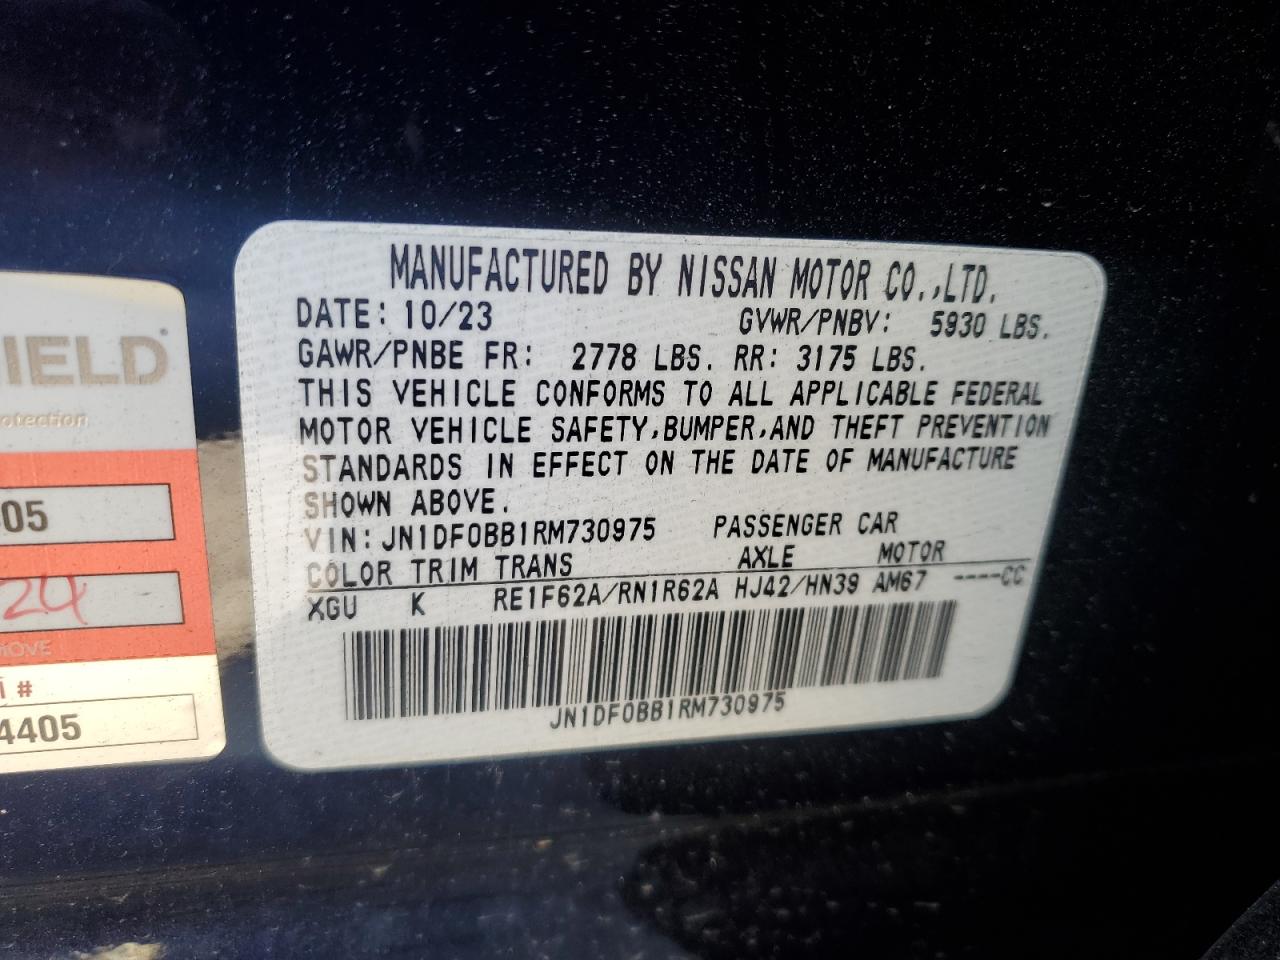 MANUFACTURED BY NISSAN MOTOR CO.,LTD.
DATE: 10/23 GVWR/PNBV: 5930 LBS.
GAWR/PNBE FR: 2778 LBS. RR: 3175 LBS.
THIS VEHICLE CONFORMS TO ALL APPLICABLE FEDERAL
MOTOR VEHICLE SAFETY,BUMPER,AND THEFT PREVENTION
STANDARDS IN EFFECT ON THE DATE OF MANUFACTURE
SHOWN ABOVE.
VIN: JN1DF0BB1RM730975 PASSENGER CAR
COLOR TRIM TRANS AXLE MOTOR
XGU K RE1F62A/RN1R62A HJ42/HN39 AM67 ----CC
JN1DF0BB1RM730975
IELD®
otection
05
24
MOVE
#
4405